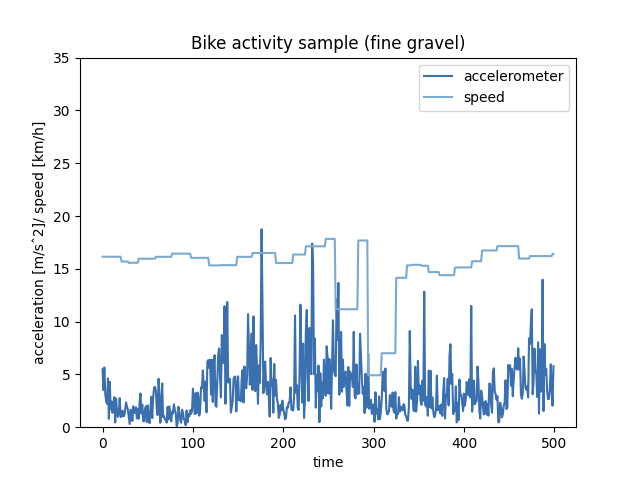 Bike activity sample (fine gravel)
accelerometer
speed
acceleration [m/s^2]/ speed [km/h]
35
30
25
20
15
10
5
0
0 100 200 300 400 500
time